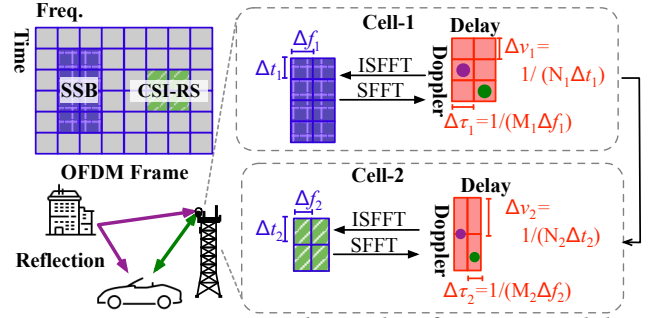 Freq.
Time
SSB
CSI-RS
OFDM Frame
Reflection
Cell-1
Δf₁
Δt₁
ISFFT
SFFT
Delay
Doppler
Δν₁=
1/ (N₁Δt₁)
Δτ₁=1/(M₁Δf₁)
Cell-2
Δf₂
Δt₂
ISFFT
SFFT
Delay
Doppler
Δν₂=
1/(N₂Δt₂)
Δτ₂=1/(M₂Δf₂)